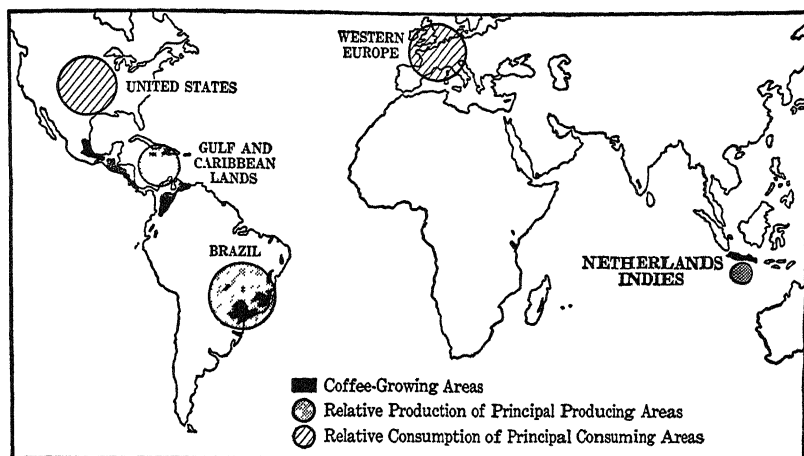 WESTERN
EUROPE
UNITED STATES
GULF AND
CARIBBEAN
LANDS
BRAZIL
NETHERLANDS
INDIES
Coffee-Growing Areas
Relative Production of Principal Producing Areas
Relative Consumption of Principal Consuming Areas